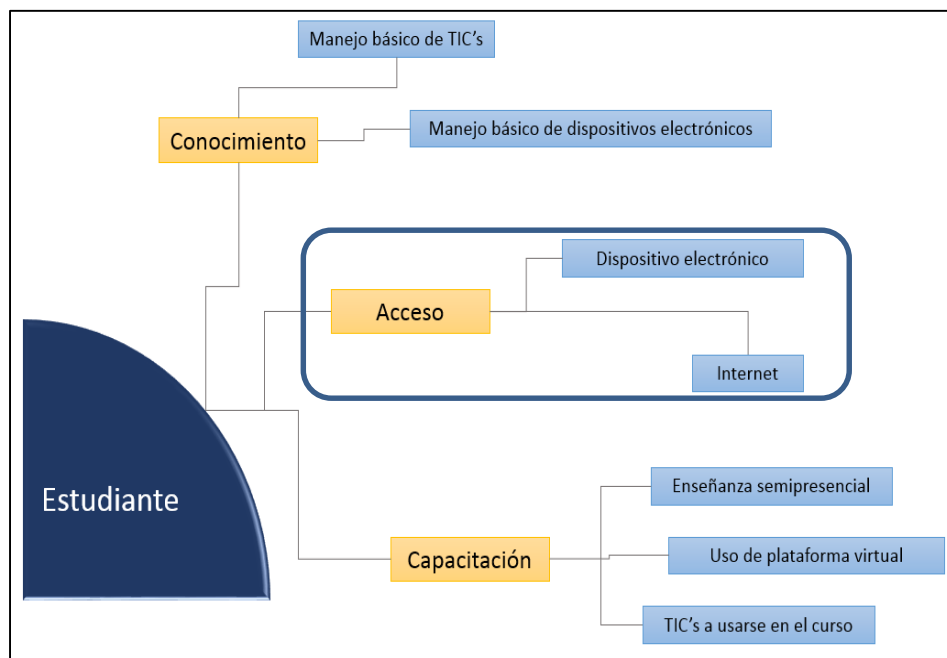 Manejo básico de TIC's
Conocimiento
Manejo básico de dispositivos electrónicos
Dispositivo electrónico
Acceso
Internet
Estudiante
Enseñanza semipresencial
Capacitación
Uso de plataforma virtual
TIC's a usarse en el curso